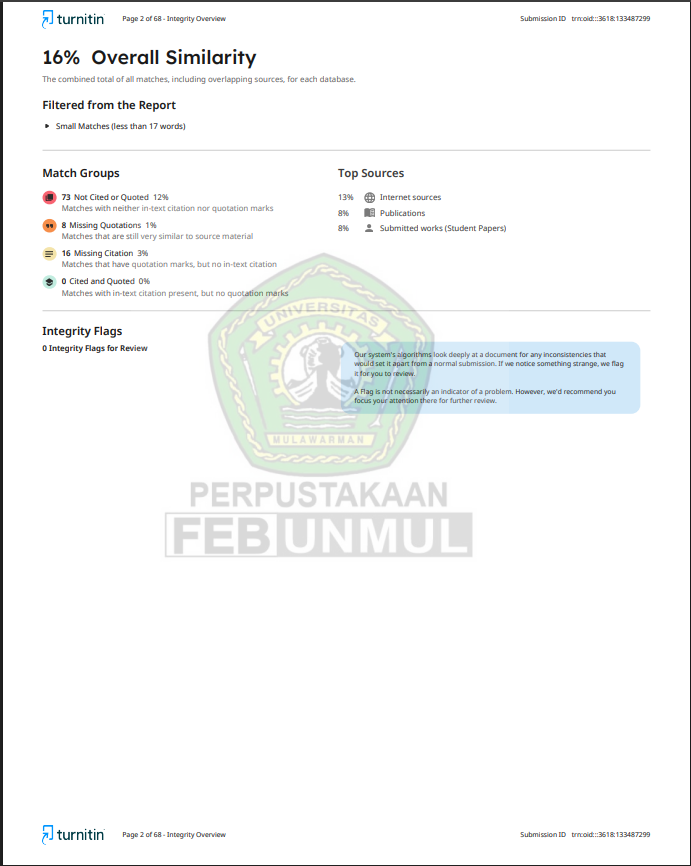 turnitin Page 2 of 68 - Integrity Overview Submission ID trn:oid:::3618:133487299
16% Overall Similarity
The combined total of all matches, including overlapping sources, for each database.
Filtered from the Report
Small Matches (less than 17 words)
Match Groups
73 Not Cited or Quoted 12%
Matches with neither in-text citation nor quotation marks
8 Missing Quotations 1%
Matches that are still very similar to source material
16 Missing Citation 3%
Matches that have quotation marks, but no in-text citation
0 Cited and Quoted 0%
Matches with in-text citation present, but no quotation marks
Top Sources
13% Internet sources
8% Publications
8% Submitted works (Student Papers)
Integrity Flags
0 Integrity Flags for Review
Our system's algorithms look deeply at a document for any inconsistencies that
would set it apart from a normal submission. If we notice something strange, we flag
it for you to review.
A Flag is not necessarily an indicator of a problem. However, we'd recommend you
focus your attention there for further review.
UNIVERSITAS
MULAWARMAN
PERPUSTAKAAN
FEB UNMUL
turnitin Page 2 of 68 - Integrity Overview Submission ID trn:oid:::3618:133487299